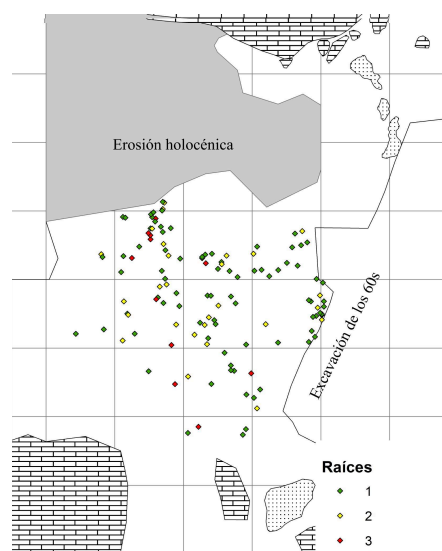 Erosión holocénica
Excavación de los 60s
Raíces
1
2
3